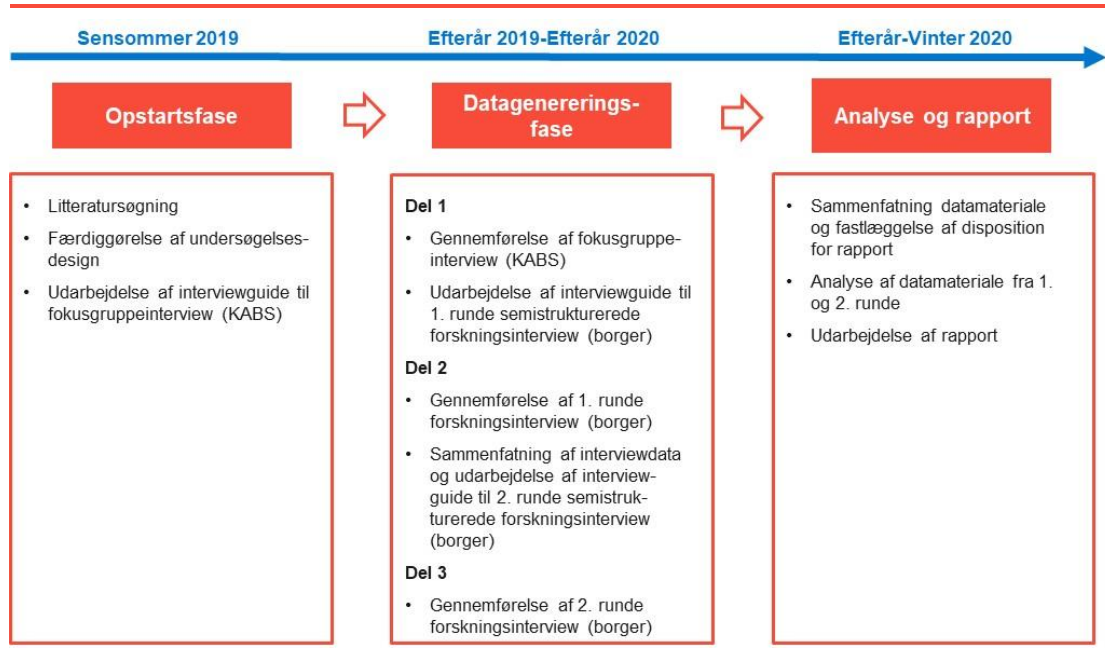 Sensommer 2019
Efterår 2019-Efterår 2020
Efterår-Vinter 2020
Opstartsfase
Datagenererings-
fase
Analyse og rapport
• Litteratursøgning
• Færdiggørelse af undersøgelses-
design
• Udarbejdelse af interviewguide til
fokusgruppeinterview (KABS)
Del 1
• Gennemførelse af fokusgruppe-
interview (KABS)
• Udarbejdelse af interviewguide til
1. runde semistrukturerede
forskningsinterview (borger)
Del 2
• Gennemførelse af 1. runde
forskningsinterview (borger)
• Sammenfatning af interviewdata
og udarbejdelse af interview-
guide til 2. runde semistruk-
turerede forskningsinterview
(borger)
Del 3
• Gennemførelse af 2. runde
forskningsinterview (borger)
• Sammenfatning datamateriale
og fastlæggelse af disposition
for rapport
• Analyse af datamateriale fra 1.
og 2. runde
• Udarbejdelse af rapport